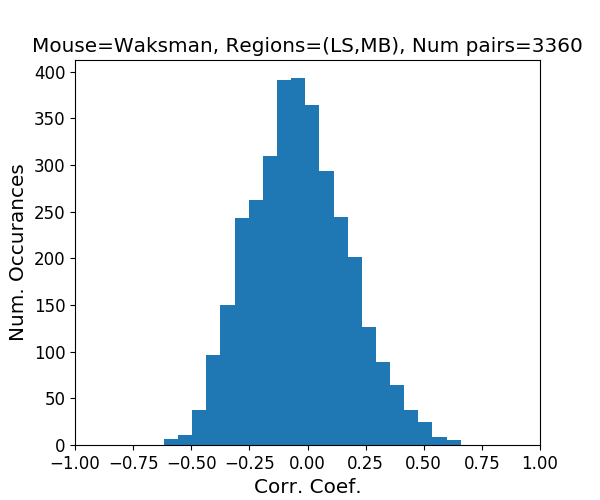 Mouse=Waksman, Regions=(LS,MB), Num pairs=3360
400
350
300
250
200
150
100
50
0
Num. Occurances
−1.00 −0.75 −0.50 −0.25 0.00 0.25 0.50 0.75 1.00
Corr. Coef.